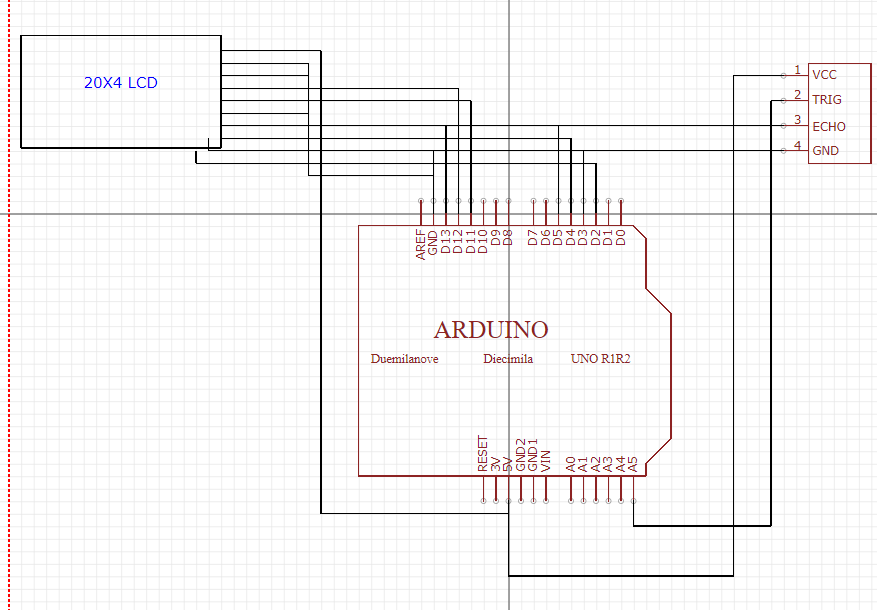 20X4 LCD
1 VCC
2 TRIG
3 ECHO
4 GND
AREF
GND
D13
D12
D11
D10
D9
D8
D7
D6
D5
D4
D3
D2
D1
D0
ARDUINO
Duemilanove Diecimila UNO R1R2
RESET
3V
5V
GND2
GND1
VIN
A0
A1
A2
A3
A4
A5